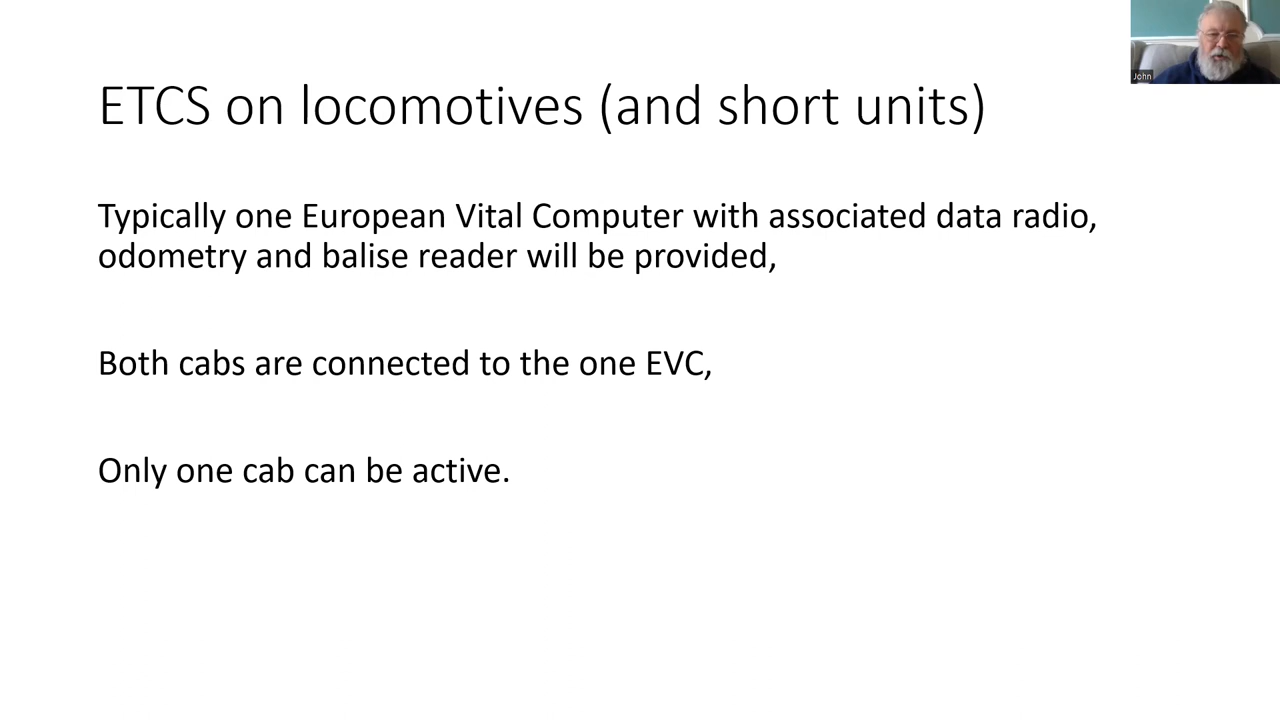 ETCS on locomotives (and short units)
John
Typically one European Vital Computer with associated data radio,
odometry and balise reader will be provided,
Both cabs are connected to the one EVC,
Only one cab can be active.